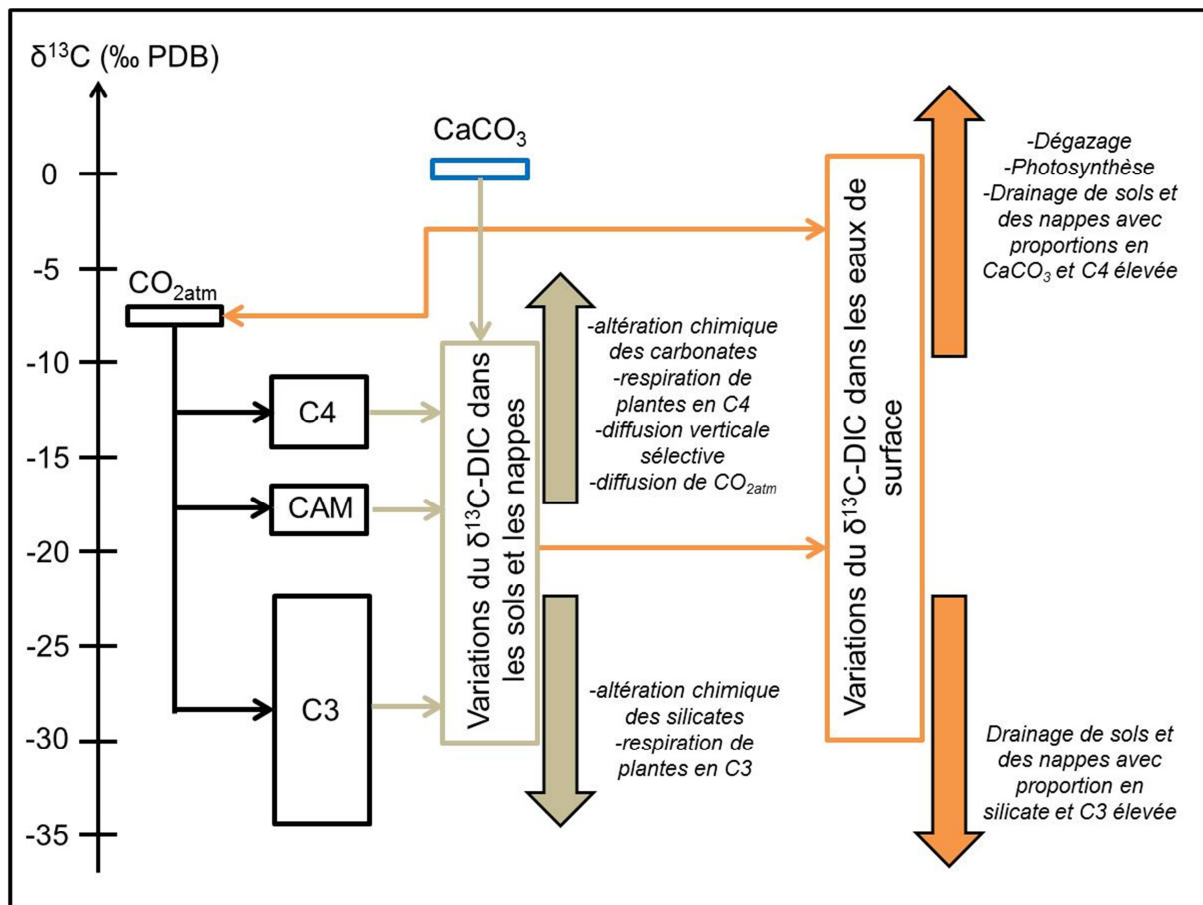 δ¹³C (‰ PDB)
0
-5
-10
-15
-20
-25
-30
-35
CO₂atm
CaCO₃
C4
CAM
C3
Variations du δ¹³C-DIC dans
les sols et les nappes
-altération chimique
des carbonates
-respiration de
plantes en C4
-diffusion verticale
sélective
-diffusion de CO₂atm
-altération chimique
des silicates
-respiration de
plantes en C3
Variations du δ¹³C-DIC dans les eaux de
surface
-Dégazage
-Photosynthèse
-Drainage de sols et
des nappes avec
proportions en
CaCO₃ et C4 élevée
Drainage de sols et
des nappes avec
proportion en
silicate et C3 élevée